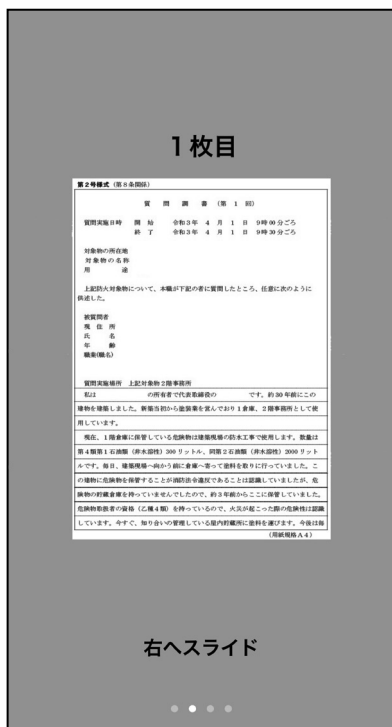 1枚目
第2号様式（第8条関係）
質問調書（第1回）
質問実施日時　開始　令和3年 4月 1日 9時00分ごろ
終了　令和3年 4月 1日 9時30分ごろ
対象物の所在地
対象物の名称
用途
上記防火対象物について、本職が下記の者に質問したところ、任意に次のように
供述した。
被質問者
現住所
氏名
年齢
職業(職名)
質問実施場所　上記対象物2階事務所
私は　の所有者で代表取締役の　です。約30年前にこの
建物を建築しました。新築当初から塗装業を営んでおり1倉庫、2階事務所として使
用しています。
現在、1階倉庫に保管している危険物は建築現場の防水工事で使用します。数量は
第4類第1石油類（非水溶性）300リットル、同第2石油類（非水溶性）2000リット
ルです。毎日、建築現場へ向かう前に倉庫へ寄って塗料を取りに行っていました。こ
の建物に危険物を保管することが消防法令違反であることは認識していましたが、危
険物の貯蔵倉庫を持っていませんでしたので、約3年前からここに保管していました。
危険物取扱者の資格（乙種4類）を持っているので、火災が起こった際の危険性は認識
しています。今すぐ、知り合いの管理している屋内貯蔵所に塗料を運びます。今後は毎
（用紙規格A4）
右へスライド